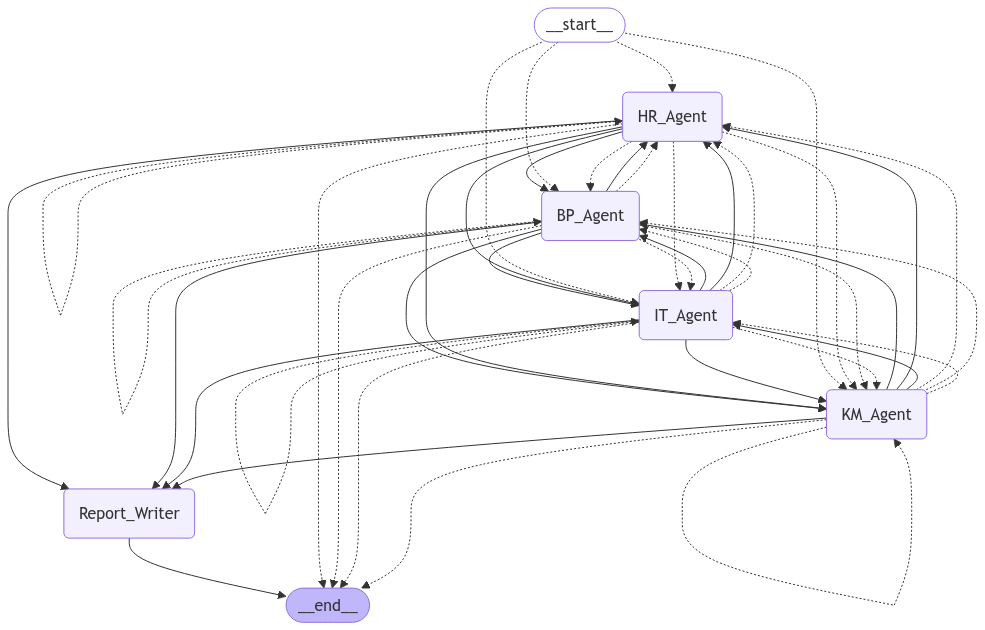 __start__
HR_Agent
BP_Agent
IT_Agent
KM_Agent
Report_Writer
__end__